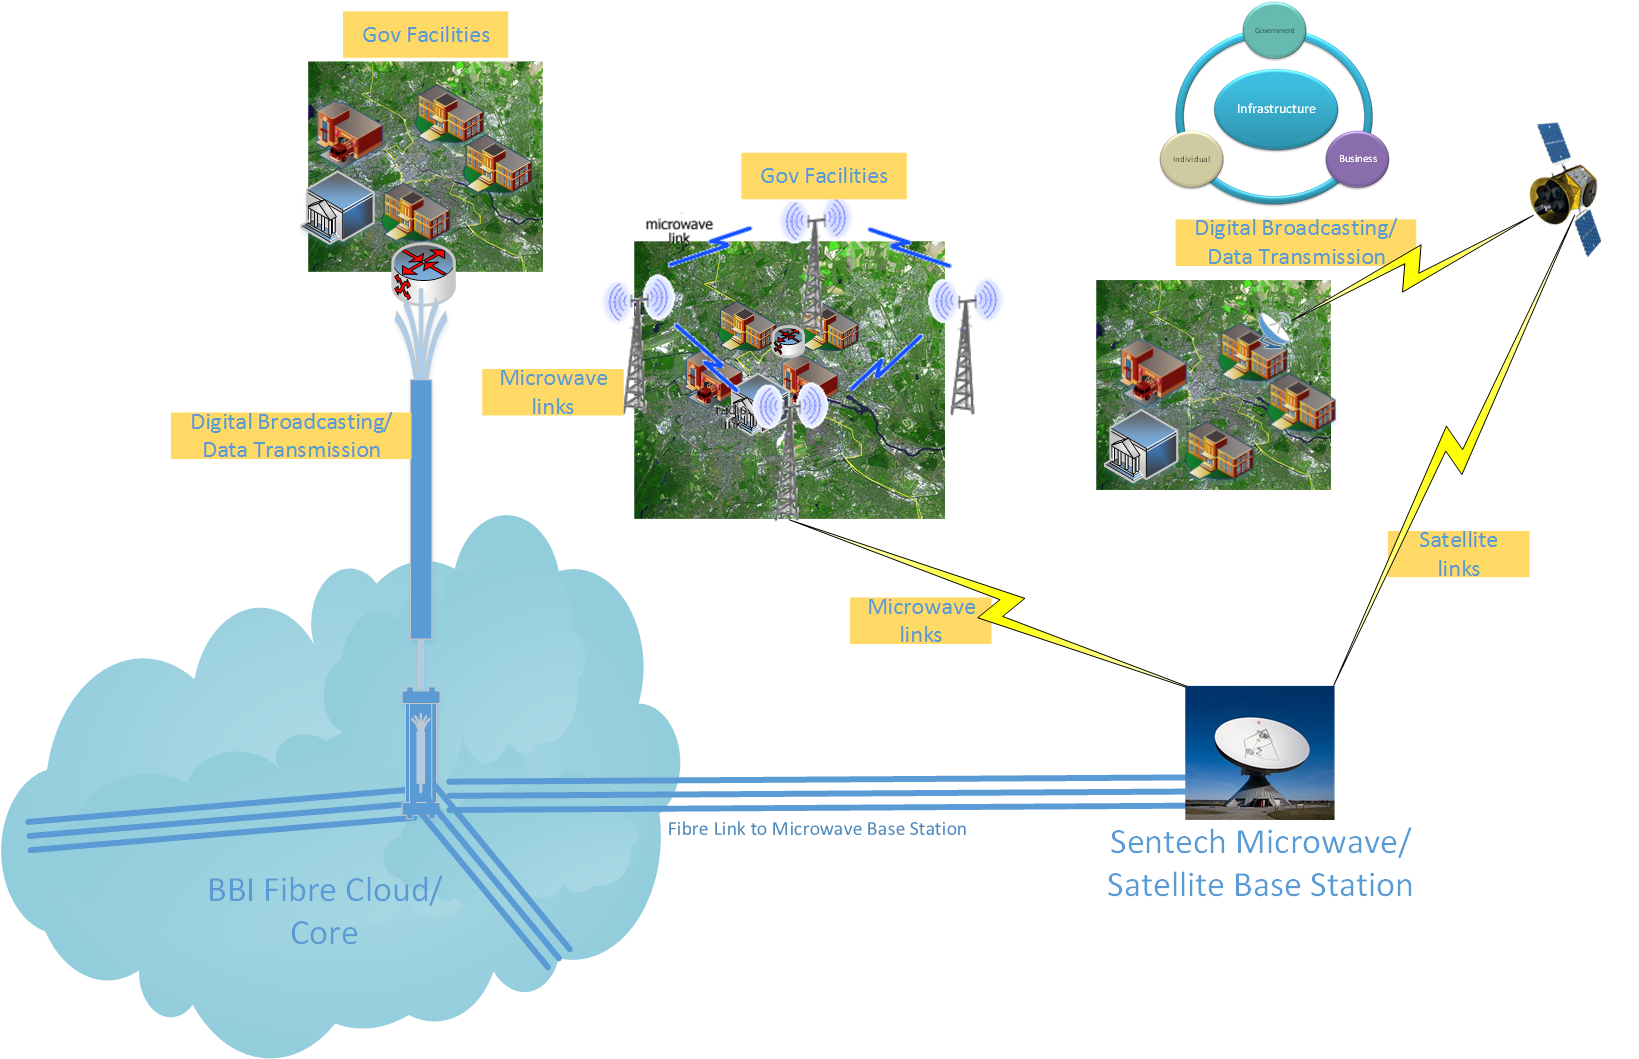 Gov Facilities
Government
Infrastructure
Individual
Business
Gov Facilities
microwave
link
Digital Broadcasting/
Data Transmission
Microwave
links
Digital Broadcasting/
Data Transmission
Satellite
links
Microwave
links
Fibre Link to Microwave Base Station
Sentech Microwave/
Satellite Base Station
BBI Fibre Cloud/
Core